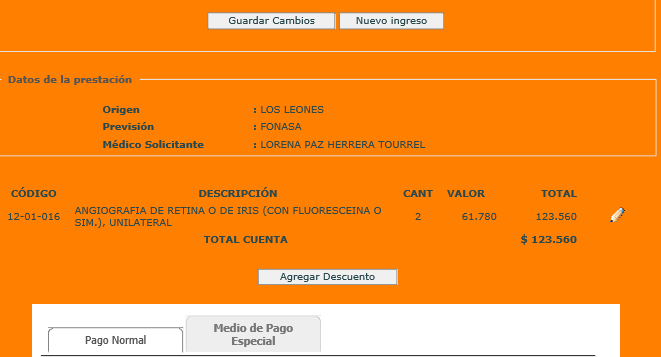 Guardar Cambios Nuevo ingreso
Datos de la prestación
Origen : LOS LEONES
Previsión : FONASA
Médico Solicitante : LORENA PAZ HERRERA TOURREL
CÓDIGO DESCRIPCIÓN CANT VALOR TOTAL
12-01-016 ANGIOGRAFIA DE RETINA O DE IRIS (CON FLUORESCEINA O SIM.), UNILATERAL 2 61.780 123.560
TOTAL CUENTA $ 123.560
Agregar Descuento
Pago Normal
Medio de Pago
Especial